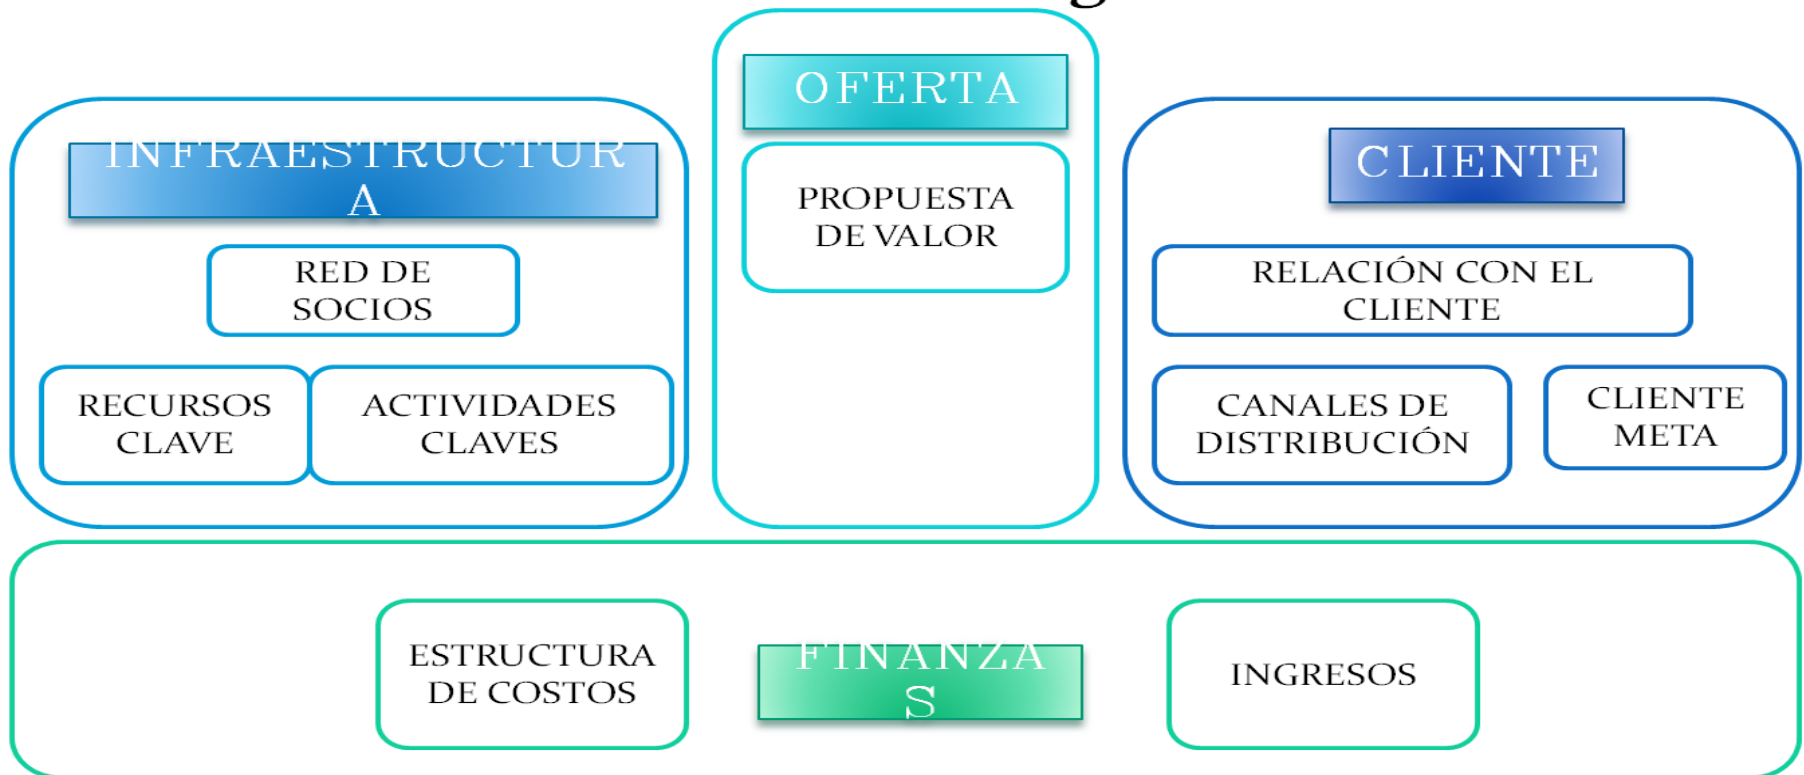 OFERTA
PROPUESTA
DE VALOR
INFRAESTRUCTUR
A
RED DE
SOCIOS
RECURSOS
CLAVE
ACTIVIDADES
CLAVES
CLIENTE
RELACIÓN CON EL
CLIENTE
CANALES DE
DISTRIBUCIÓN
CLIENTE
META
ESTRUCTURA
DE COSTOS
FINANZA
S
INGRESOS